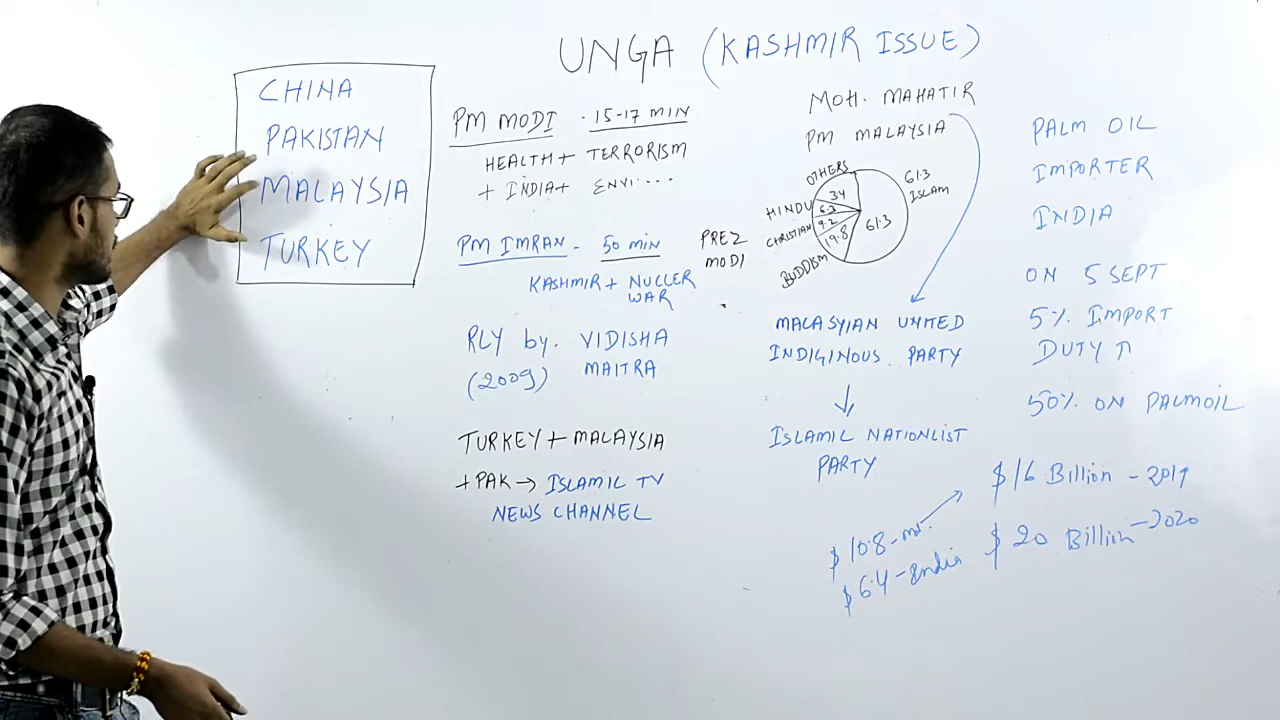 UNGA (KASHMIR ISSUE)
CHINA
PAKISTAN
MALAYSIA
TURKEY
PM MODI . 15-17 MIN
HEALTH + TERRORISM
+ INDIA + ENVI....
PM IMRAN - 50 min
KASHMIR + NUCLER
WAR
RLY by. VIDISHA
(2009) MAITRA
TURKEY + MALAYSIA
+ PAK → ISLAMIC TV
NEWS CHANNEL
PREZ
MODI
MOH. MAHATIR
PM MALAYSIA
OTHERS
3.4
HINDU
6.3
CHRISTIAN
9.2
BUDDISM
19.8
61.3
61.3
ISLAM
MALASYIAN UNITED
INDIGINOUS. PARTY
ISLAMIC NATIONLIST
PARTY
PALM OIL
IMPORTER
INDIA
ON 5 SEPT
5% IMPORT
DUTY ↑
50% ON PALMOIL
$16 Billion - 2019
$20 Billion - 2020
$10.8 -
$6.4 - India